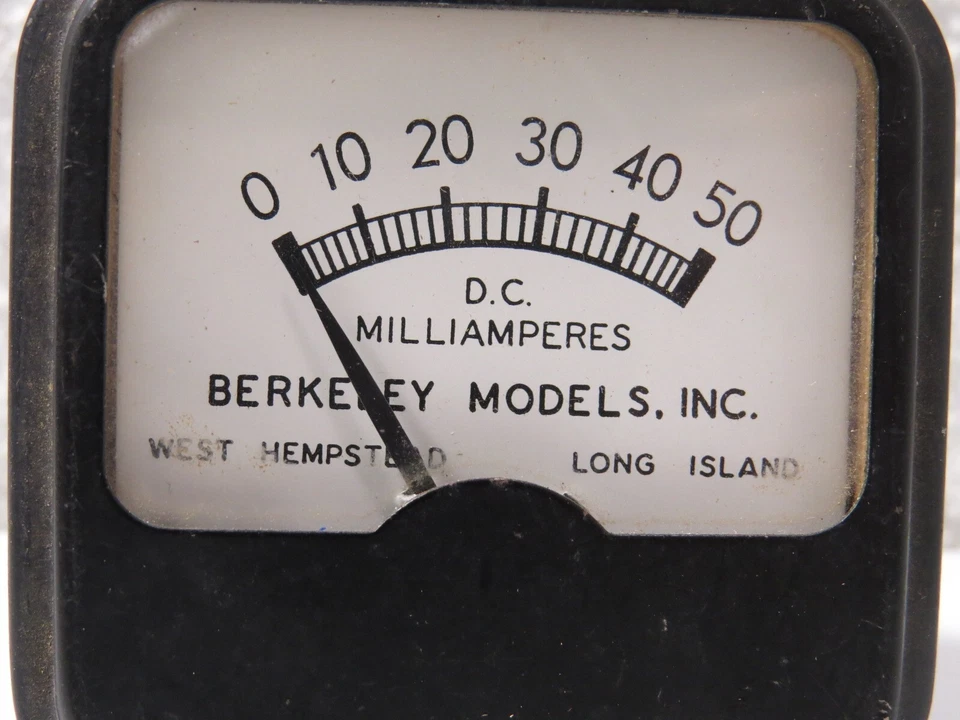 0 10 20 30 40 50
D.C.
MILLIAMPERES
BERKELEY MODELS, INC.
WEST HEMPSTEAD LONG ISLAND